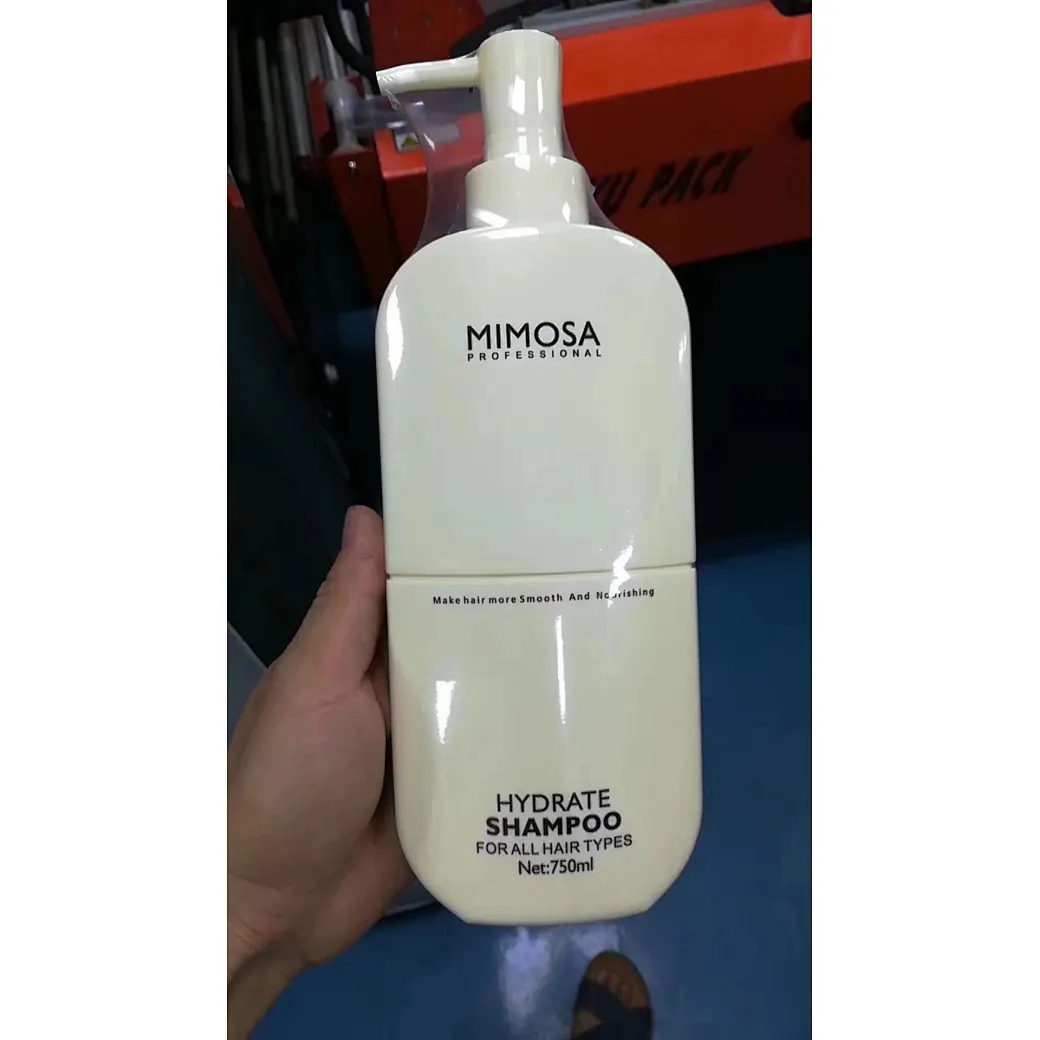 PACK
MIMOSA
PROFESSIONAL
Make hair more Smooth And Nourishing
HYDRATE
SHAMPOO
FOR ALL HAIR TYPES
Net:750ml